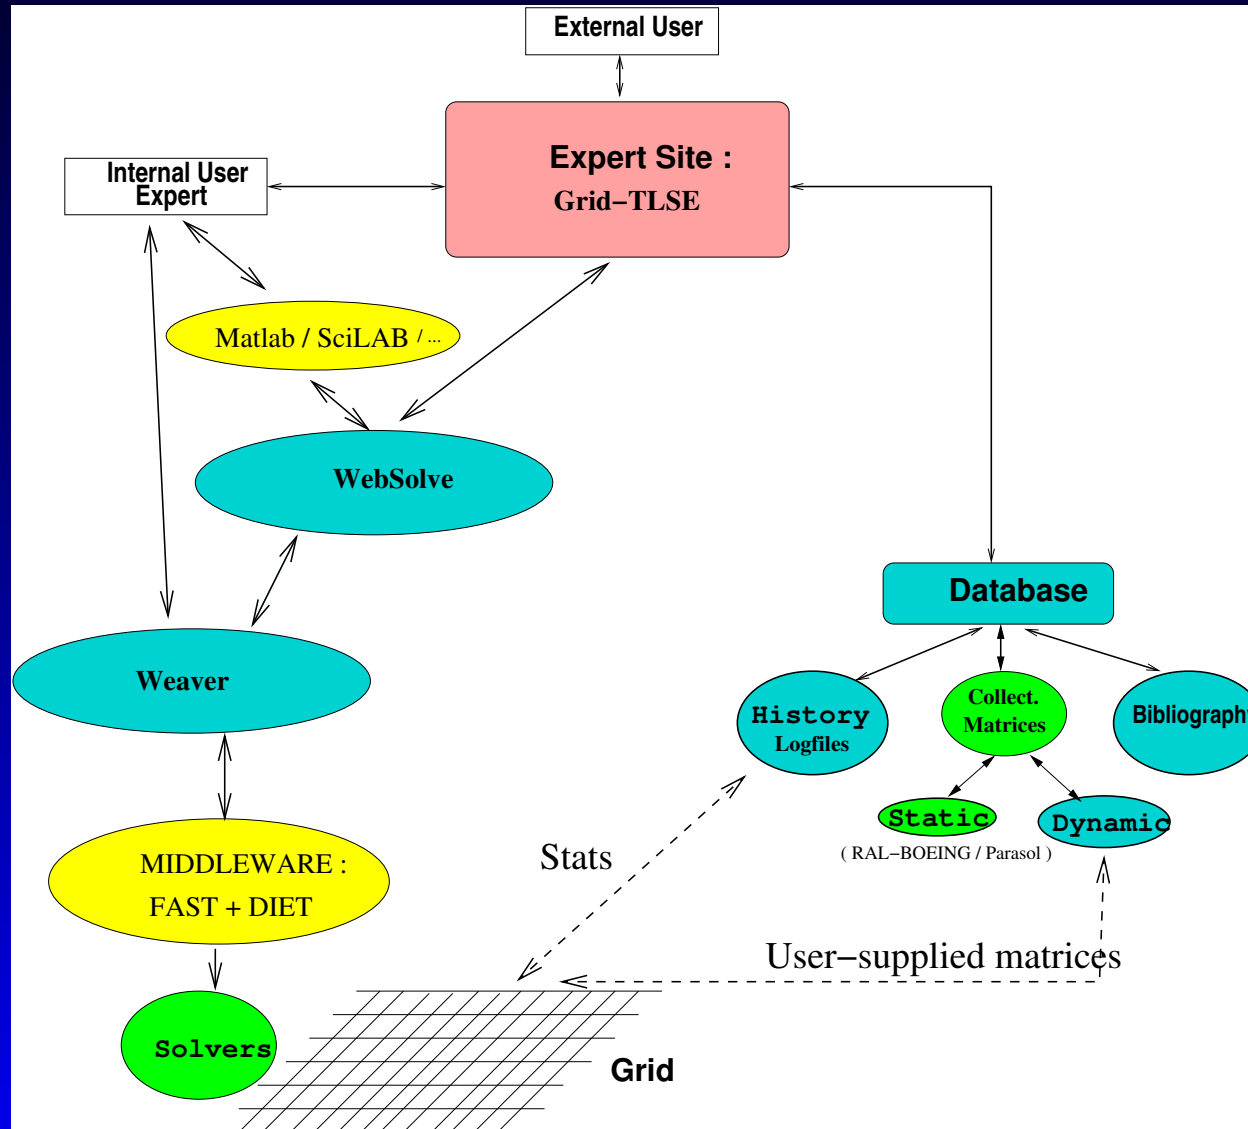 External User
Expert Site :
Grid−TLSE
Internal User
Expert
Matlab / SciLAB / ...
WebSolve
Database
Weaver
History
Logfiles
Collect.
Matrices
Bibliography
Static
Dynamic
( RAL−BOEING / Parasol )
MIDDLEWARE :
FAST + DIET
Stats
User−supplied matrices
Solvers
Grid